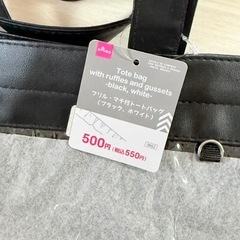 Tote bag
with ruffles and gussets
-black, white-
フリル・マチ付トートバッグ
(ブラック、ホワイト)
500円(税込550円)